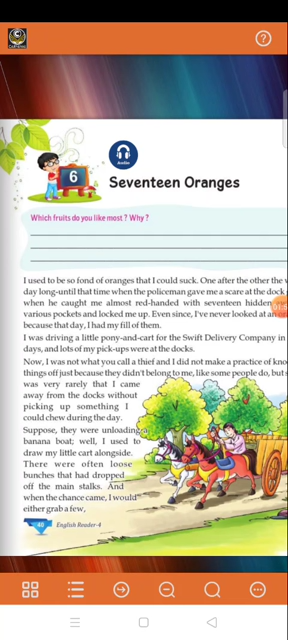 ?
Audio
6
Seventeen Oranges
Which fruits do you like most ? Why ?
I used to be so fond of oranges that I could suck. One after the other the
day long-until that time when the policeman gave me a scare at the dock
when he caught me almost red-handed with seventeen hidden
various pockets and locked me up. Even since, I've never looked at an
because that day, I had my fill of them.
I was driving a little pony-and-cart for the Swift Delivery Company in
days, and lots of my pick-ups were at the docks.
Now, I was not what you call a thief and I did not make a practice of
things off just because they didn't belong to me, like some people do, but
was very rarely that I came
away from the docks without
picking up something I
could chew during the day.
Suppose, they were unloading a
banana boat; well, I used to
draw my little cart alongside.
There were often loose
bunches that had dropped
off the main stalks. And
when the chance came, I would
either grab a few,
40 English Reader-4